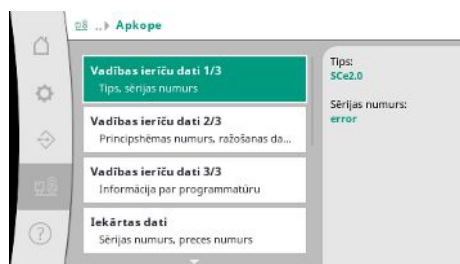 ..▸ Apkope
Vadības ierīču dati 1/3
Tips, sērijas numurs
Vadības ierīču dati 2/3
Principshēmas numurs, ražošanas da...
Vadības ierīču dati 3/3
Informācija par programmatūru
Iekārtas dati
Sērijas numurs, preces numurs
Tips:
SCe2.0
Sērijas numurs:
error
?